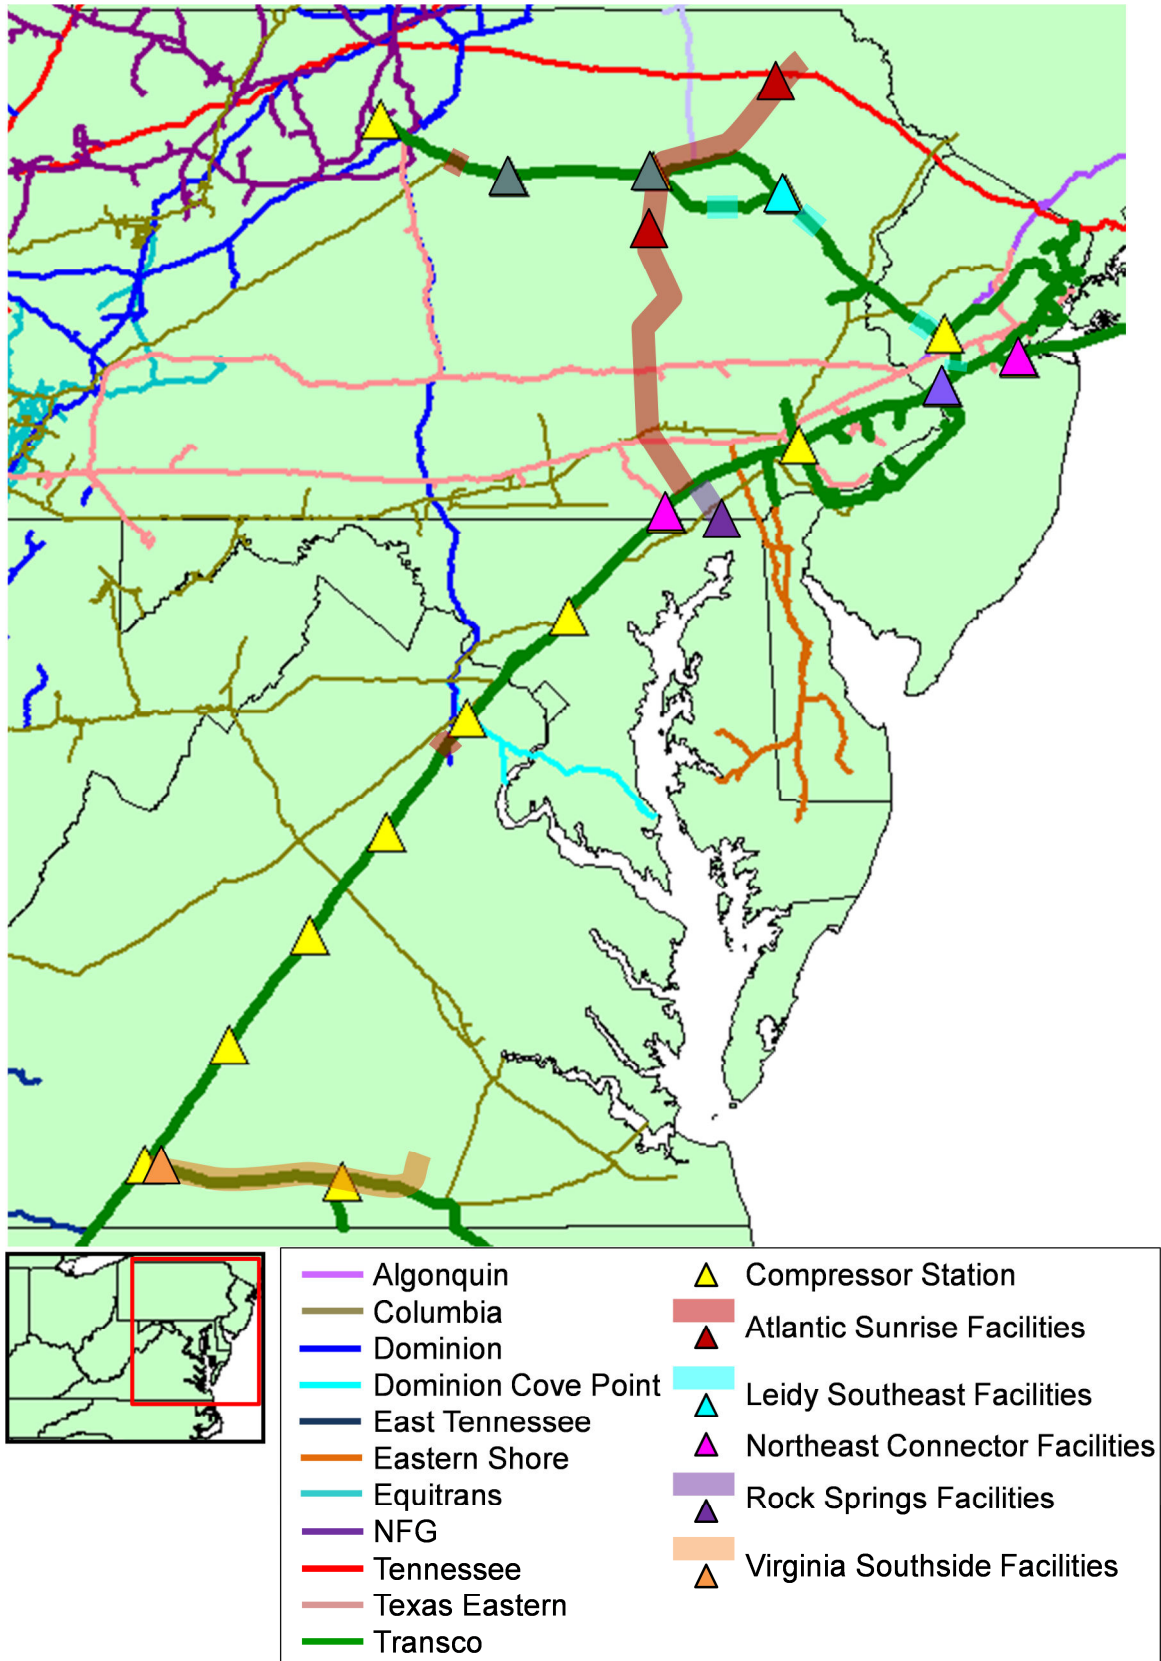 Algonquin
Columbia
Dominion
Dominion Cove Point
East Tennessee
Eastern Shore
Equitrans
NFG
Tennessee
Texas Eastern
Transco
Compressor Station
Atlantic Sunrise Facilities
Leidy Southeast Facilities
Northeast Connector Facilities
Rock Springs Facilities
Virginia Southside Facilities